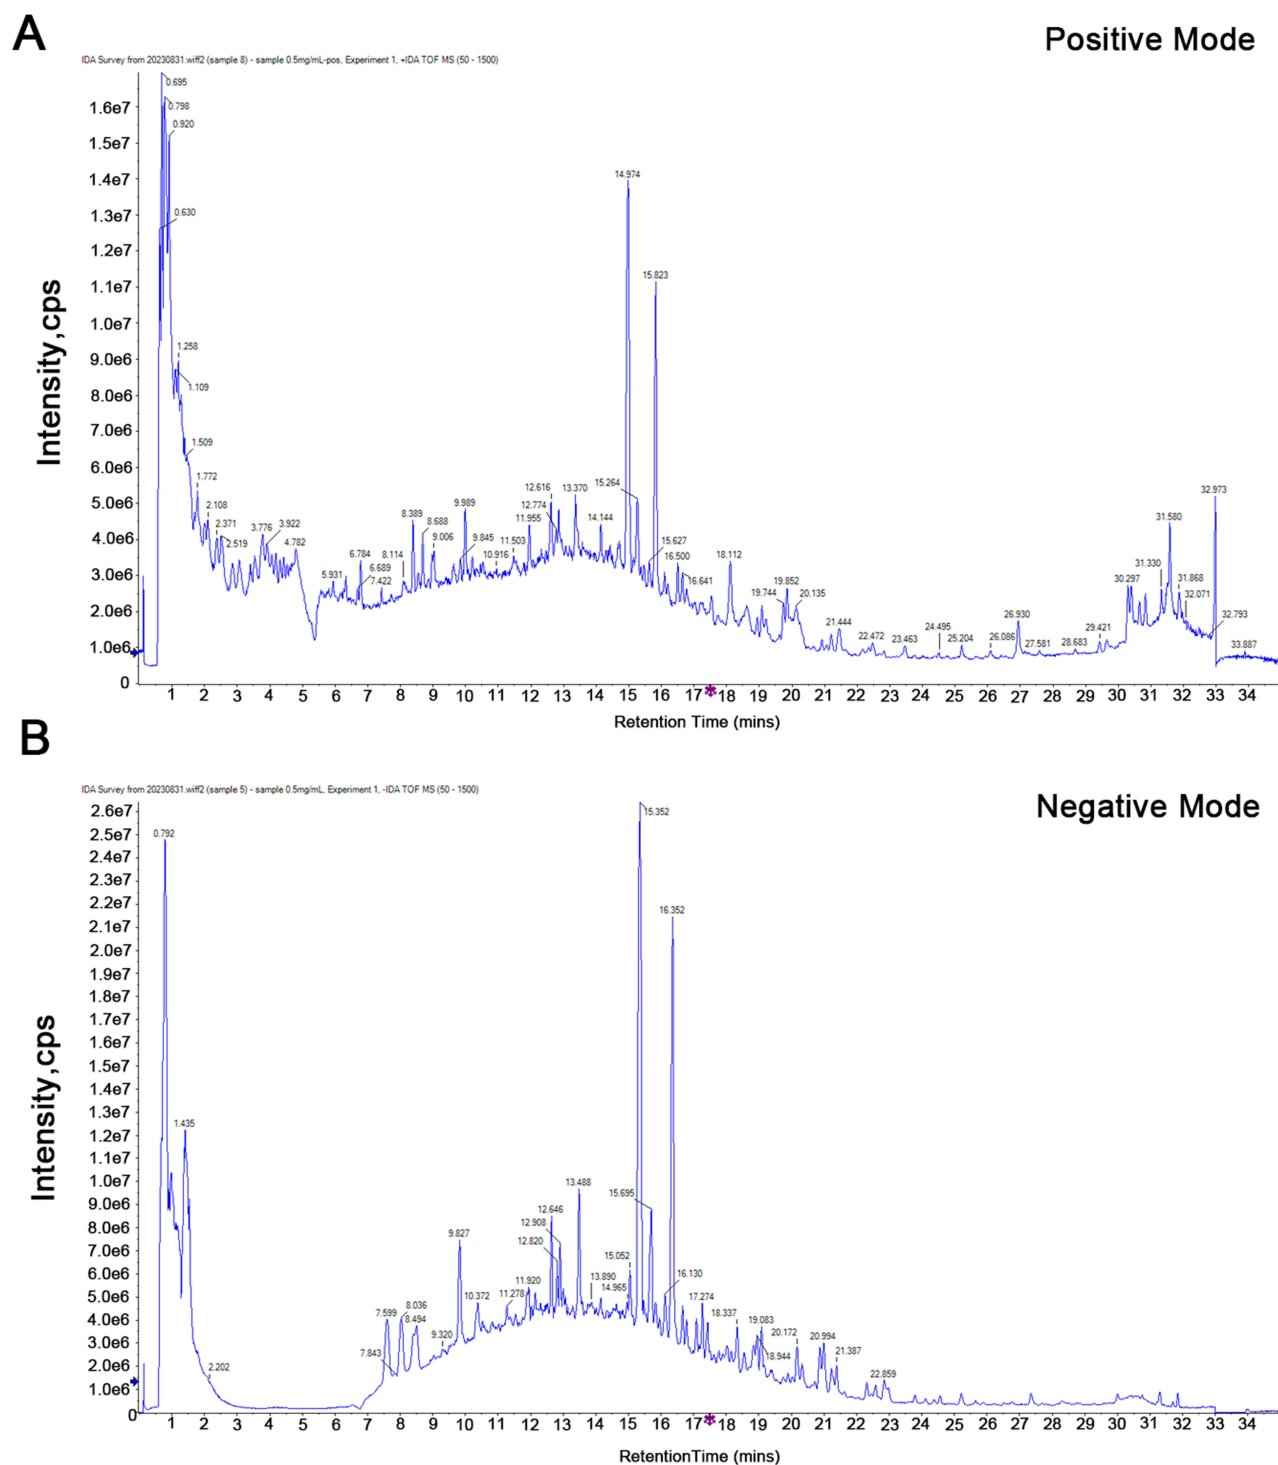 A
Positive Mode
IDA Survey from 20230831.wiff2 (sample 8) - sample 0.5mg/mL-pos, Experiment 1, +IDA TOF MS (50 - 1500)
0.695
0.798
0.920
0.630
1.258
1.109
1.509
1.772
2.108
2.371
2.519
3.776
3.922
4.782
5.931
6.784
6.689
7.422
8.114
8.389
8.688
9.006
9.989
9.845
10.916
11.503
11.955
12.616
12.774
13.370
14.144
14.974
15.264
15.823
15.627
16.500
16.641
18.112
19.744
19.852
20.135
21.444
22.472
23.463
24.495
25.204
26.086
26.930
27.581
28.683
29.421
30.297
31.330
31.580
31.868
32.071
32.793
32.973
33.887
1.6e7
1.5e7
1.4e7
1.3e7
1.2e7
1.1e7
1.0e7
9.0e6
8.0e6
7.0e6
6.0e6
5.0e6
4.0e6
3.0e6
2.0e6
1.0e6
0
Intensity,cps
1 2 3 4 5 6 7 8 9 10 11 12 13 14 15 16 17 18 19 20 21 22 23 24 25 26 27 28 29 30 31 32 33 34
Retention Time (mins)
B
IDA Survey from 20230831.wiff2 (sample 5) - sample 0.5mg/mL, Experiment 1, -IDA TOF MS (50 - 1500)
Negative Mode
0.792
1.435
2.202
7.599
7.843
8.036
8.494
9.320
9.827
10.372
11.278
11.920
12.646
12.908
12.820
13.488
13.890
14.965
15.052
15.352
15.695
16.352
16.130
17.274
18.337
19.083
18.944
20.172
20.994
21.387
22.859
2.6e7
2.5e7
2.4e7
2.3e7
2.2e7
2.1e7
2.0e7
1.9e7
1.8e7
1.7e7
1.6e7
1.5e7
1.4e7
1.3e7
1.2e7
1.1e7
1.0e7
9.0e6
8.0e6
7.0e6
6.0e6
5.0e6
4.0e6
3.0e6
2.0e6
1.0e6
0
Intensity,cps
1 2 3 4 5 6 7 8 9 10 11 12 13 14 15 16 17 18 19 20 21 22 23 24 25 26 27 28 29 30 31 32 33 34
RetentionTime (mins)